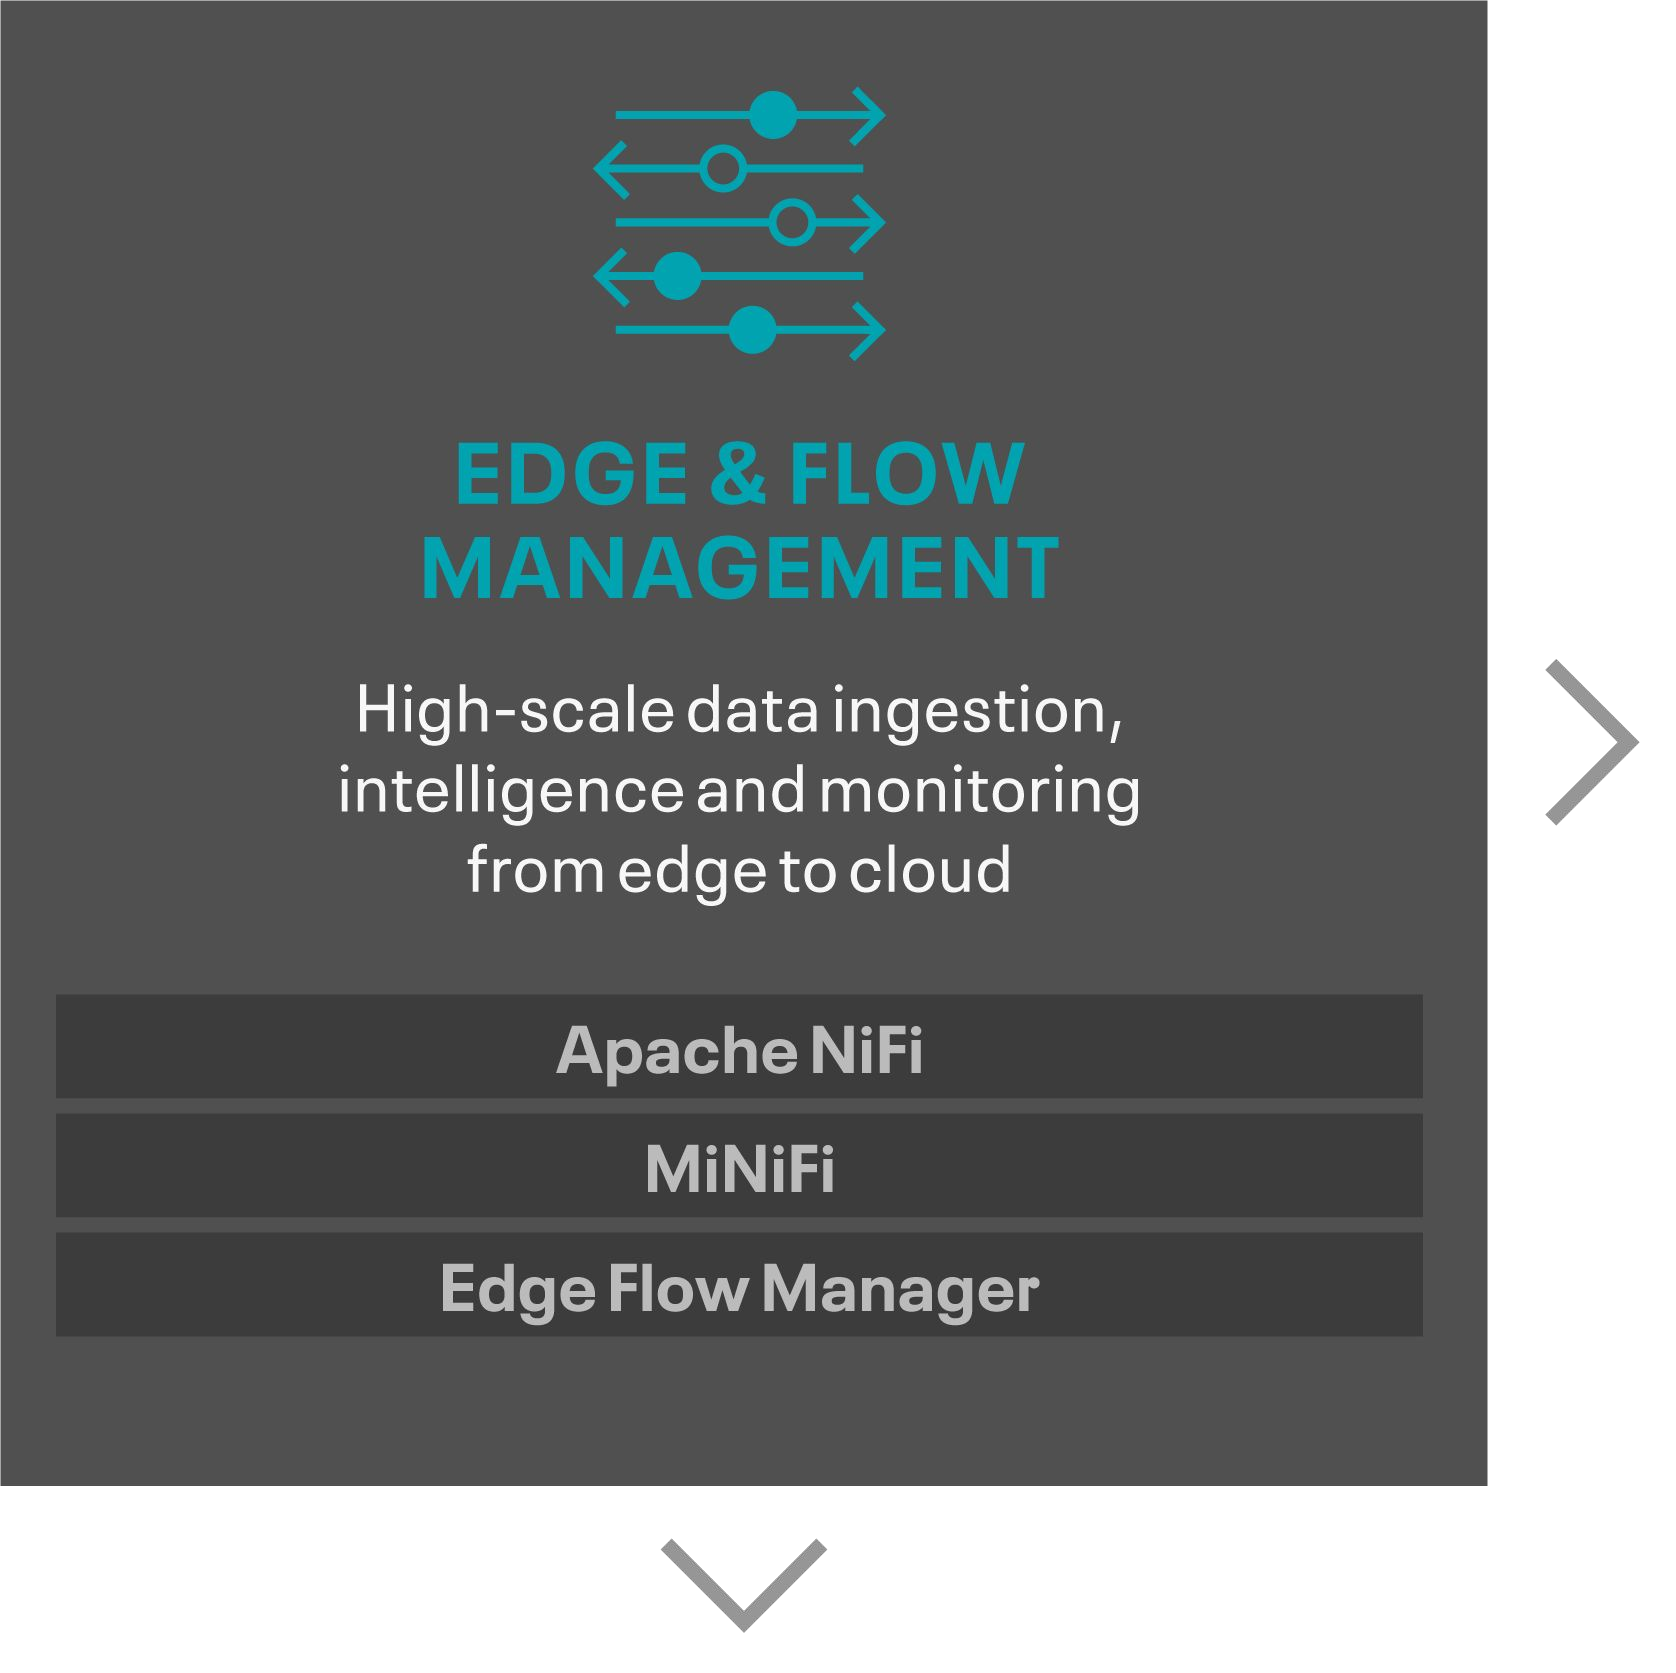 EDGE & FLOW
MANAGEMENT
High-scale data ingestion,
intelligence and monitoring
from edge to cloud
Apache NiFi
MiNiFi
Edge Flow Manager